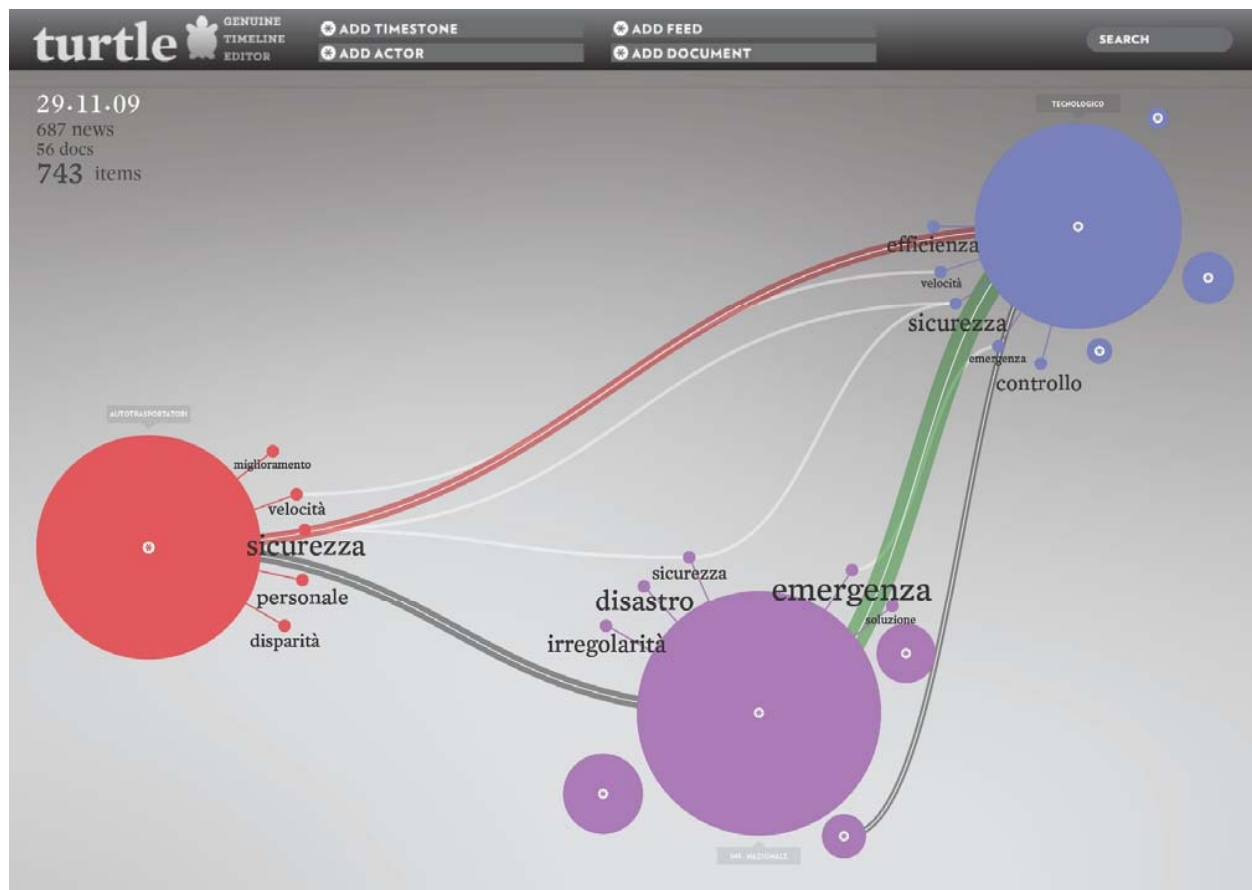 turtle
GENUINE
TIMELINE
EDITOR
ADD TIMESTONE
ADD ACTOR
ADD FEED
ADD DOCUMENT
SEARCH
29.11.09
687 news
56 docs
743 items
TECNOLOGICO
efficienza
velocità
sicurezza
emergenza
controllo
AUTOTRASPORTATORI
miglioramento
velocità
sicurezza
personale
disparità
sicurezza
disastro
irregolarità
emergenza
soluzione
NAZIONALE